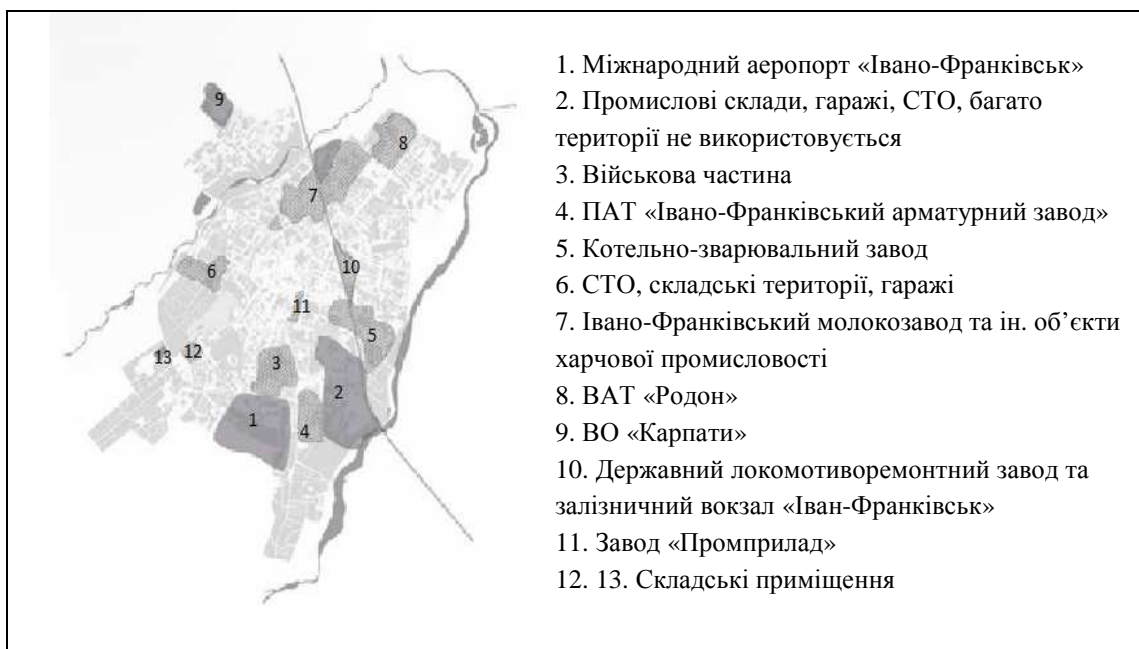 9
8
7
6
10
11
5
13
12
3
2
1
4
1. Міжнародний аеропорт «Івано-Франківськ»
2. Промислові склади, гаражі, СТО, багато
території не використовується
3. Військова частина
4. ПАТ «Івано-Франківський арматурний завод»
5. Котельно-зварювальний завод
6. СТО, складські території, гаражі
7. Івано-Франківський молокозавод та ін. об’єкти
харчової промисловості
8. ВАТ «Родон»
9. ВО «Карпати»
10. Державний локомотиворемонтний завод та
залізничний вокзал «Іван-Франківськ»
11. Завод «Промприлад»
12. 13. Складські приміщення